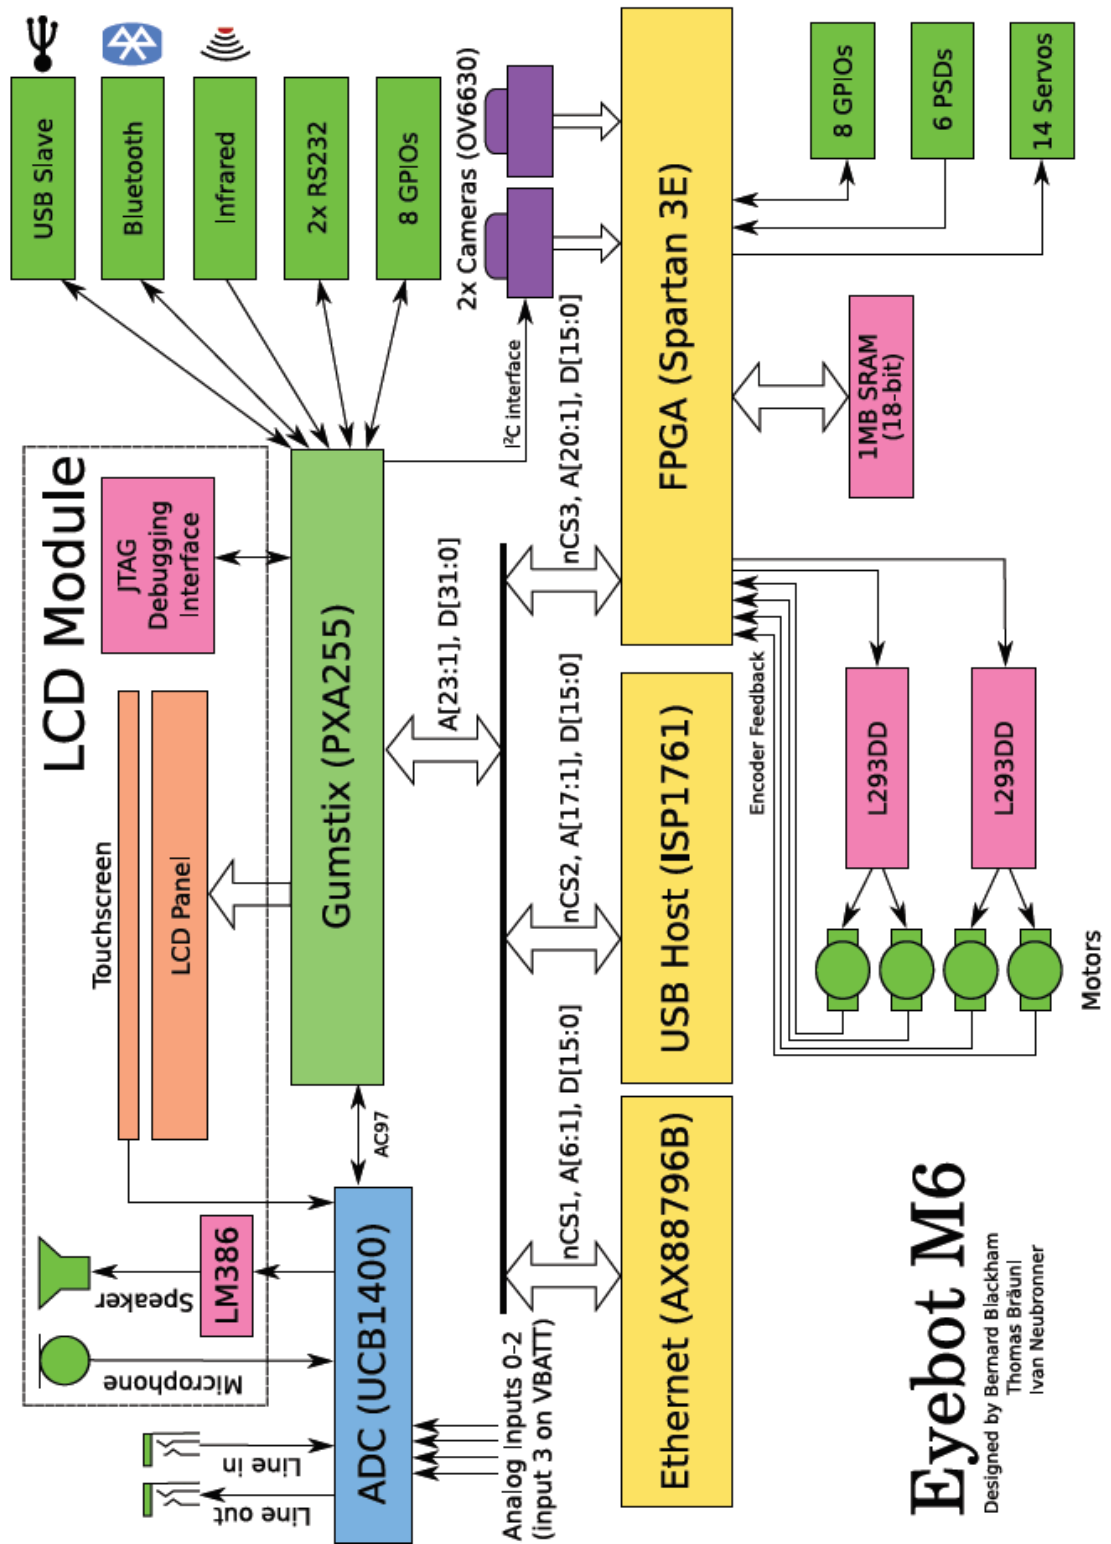 LCD Module
USB Slave
Bluetooth
Infrared
2x RS232
8 GPIOs
JTAG
Debugging
Interface
Touchscreen
LCD Panel
Speaker
LM386
Microphone
Line in
Line out
Gumstix (PXA255)
AC97
ADC (UCB1400)
Analog Inputs 0-2
(input 3 on VBATT)
I²C interface
2x Cameras (OV6630)
A[23:1], D[31:0]
nCS1, A[6:1], D[15:0]
nCS2, A[17:1], D[15:0]
nCS3, A[20:1], D[15:0]
Ethernet (AX88796B)
USB Host (ISP1761)
FPGA (Spartan 3E)
8 GPIOs
6 PSDs
14 Servos
1MB SRAM
(18-bit)
Encoder Feedback
L293DD
L293DD
Motors
Eyebot M6
Designed by Bernard Blackham
Thomas Bräunl
Ivan Neubronner